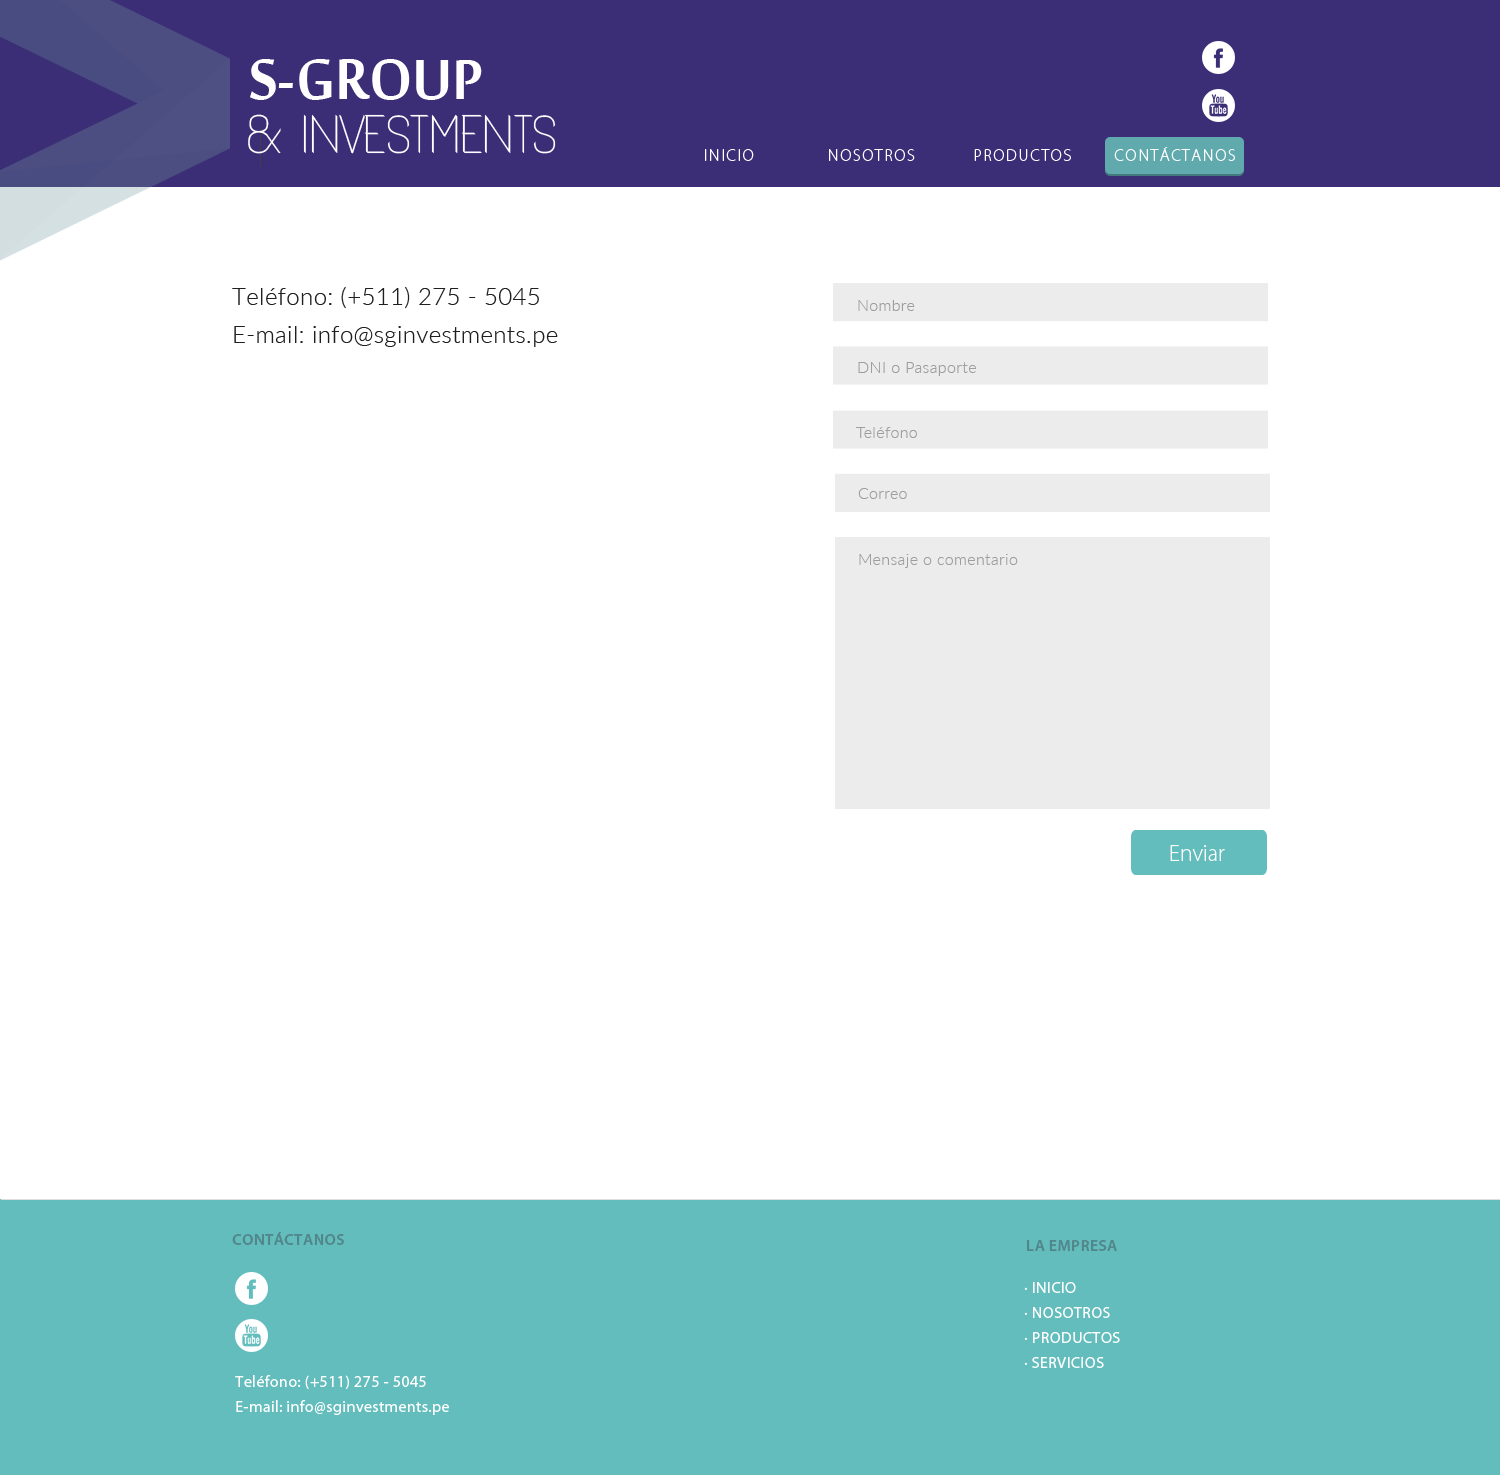 S-GROUP
& INVESTMENTS
f
You
Tube
INICIO NOSOTROS PRODUCTOS CONTÁCTANOS
Teléfono: (+511) 275 - 5045
E-mail: info@sginvestments.pe
Nombre
DNI o Pasaporte
Teléfono
Correo
Mensaje o comentario
Enviar
CONTÁCTANOS
f
You
Tube
Teléfono: (+511) 275 - 5045
E-mail: info@sginvestments.pe
LA EMPRESA
· INICIO
· NOSOTROS
· PRODUCTOS
· SERVICIOS